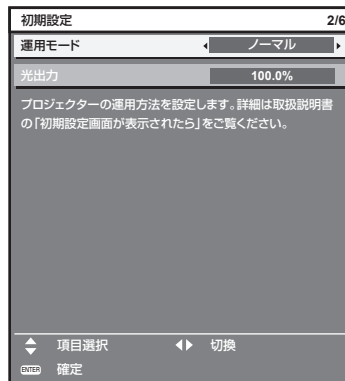 初期設定 2/6
運用モード ノーマル
光出力 100.0%
プロジェクターの運用方法を設定します。詳細は取扱説明書
の「初期設定画面が表示されたら」をご覧ください。
項目選択 切換
ENTER 確定